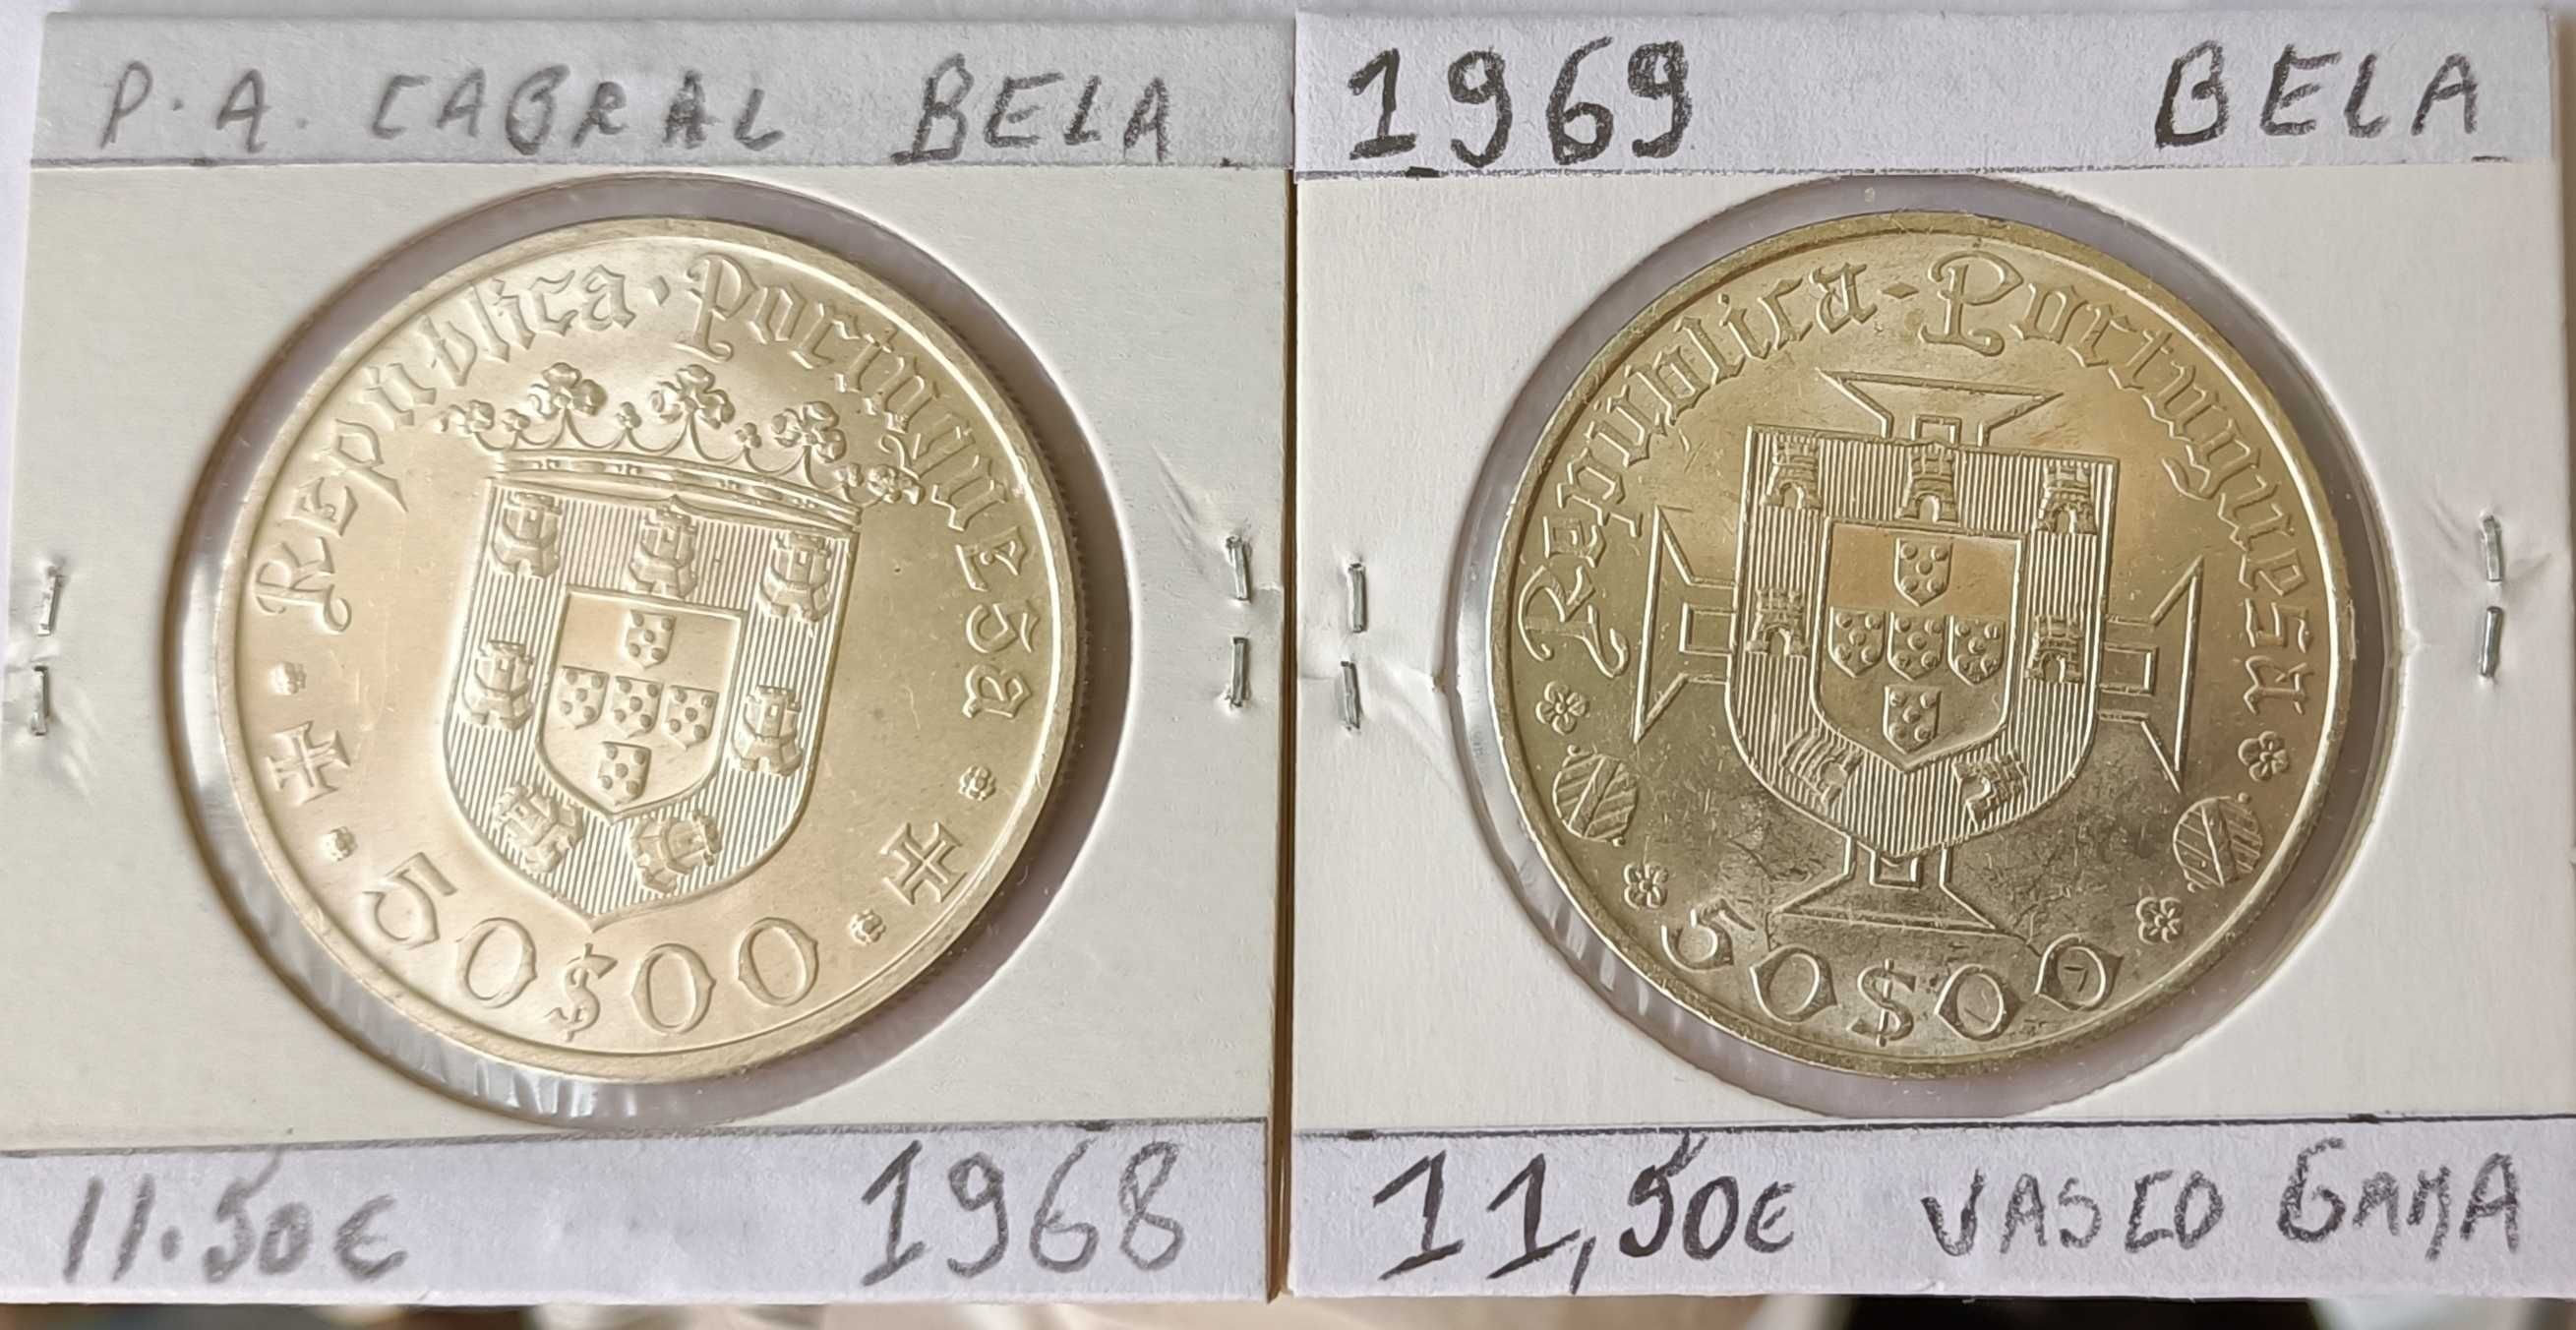 P. A. CABRAL BELA
República · Portuguesa
50$00
11.50€ 1968
1969 BELA
República - Portuguesa
50$00
11,50€ VASCO GAMA